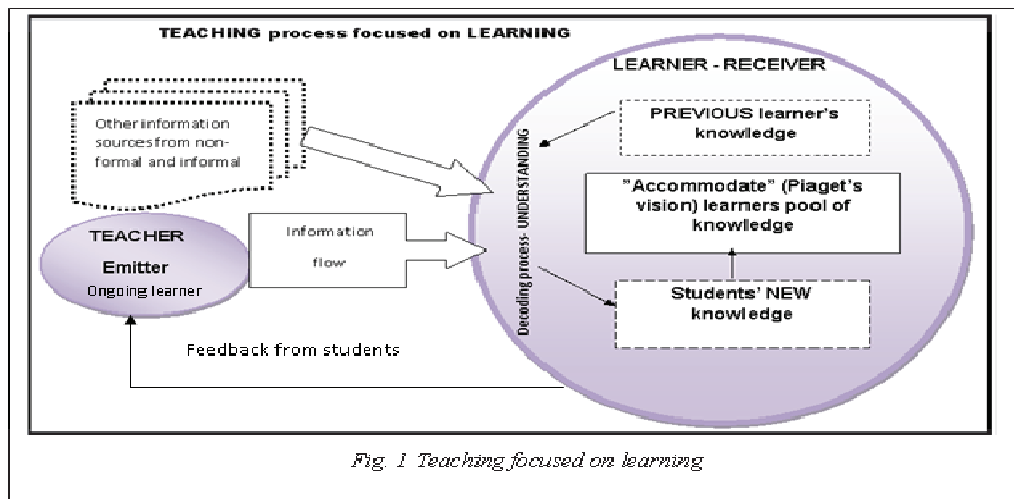 TEACHING process focused on LEARNING
Other information
sources from non-
formal and informal
TEACHER
Emitter
Ongoing learner
Information
flow
Feedback from students
LEARNER - RECEIVER
Decoding process- UNDERSTANDING
PREVIOUS learner's
knowledge
"Accommodate" (Piaget's
vision) learners pool of
knowledge
Students' NEW
knowledge
Fig. 1 Teaching focused on learning